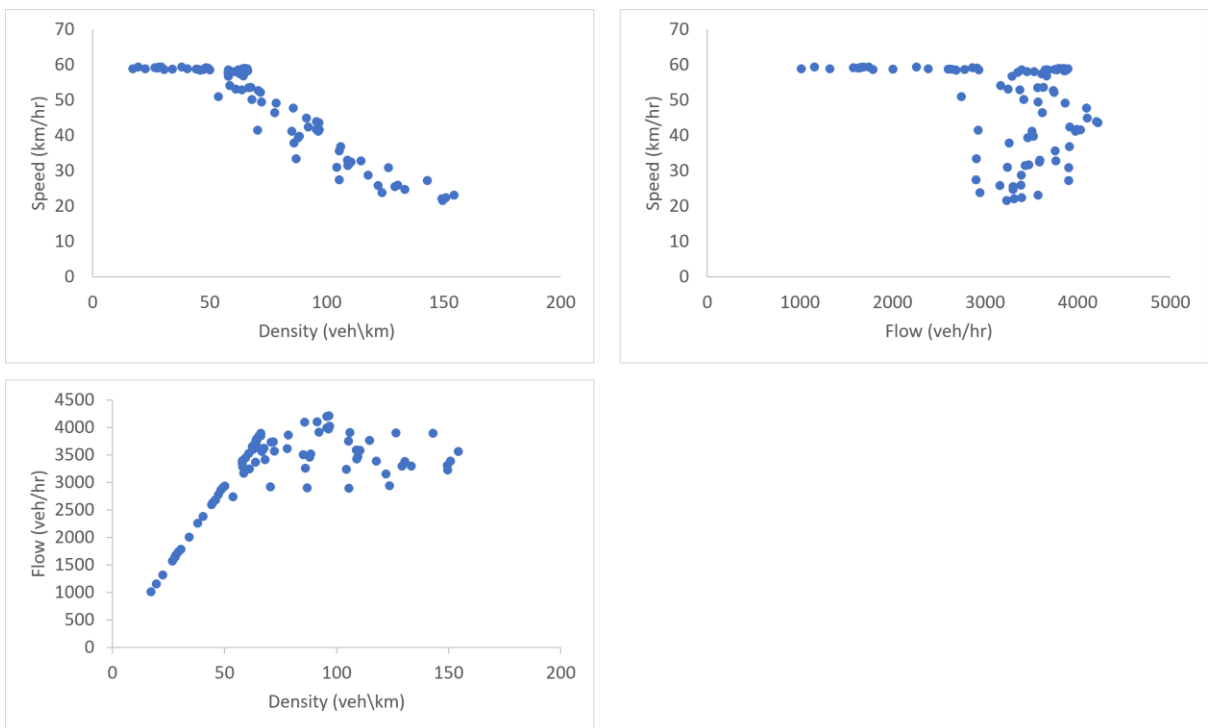 70
60
50
40
30
20
10
0
Speed (km/hr)
0 50 100 150 200
Density (veh\km)
70
60
50
40
30
20
10
0
Speed (km/hr)
0 1000 2000 3000 4000 5000
Flow (veh/hr)
4500
4000
3500
3000
2500
2000
1500
1000
500
0
Flow (veh/hr)
0 50 100 150 200
Density (veh\km)